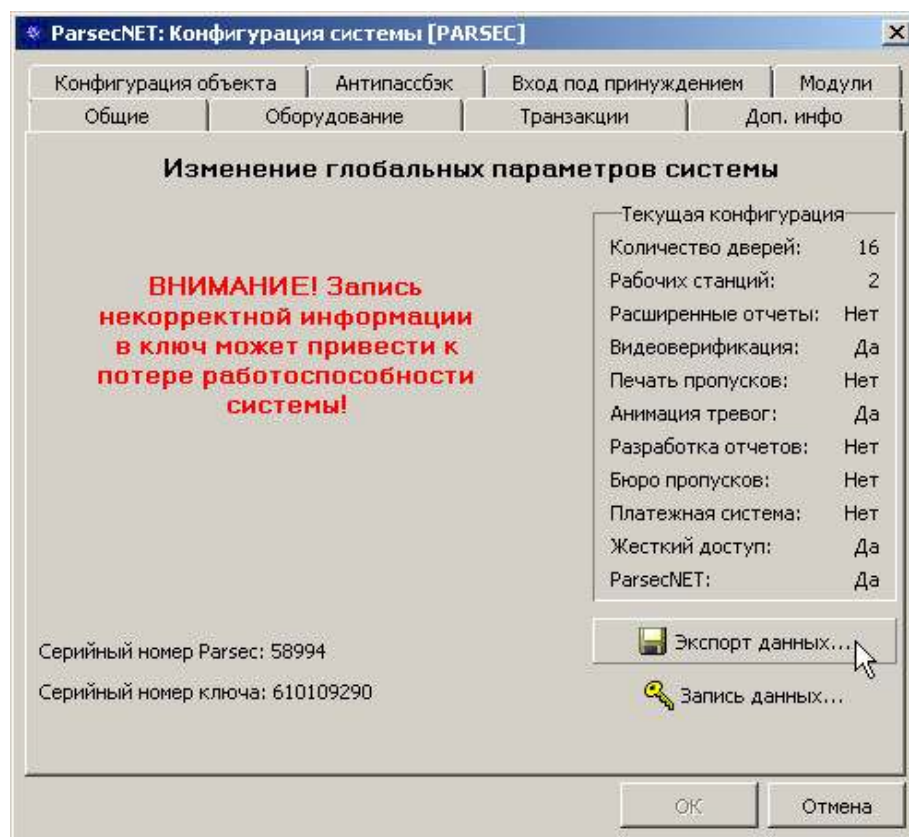 ParsecNET: Конфигурация системы [PARSEC]
Конфигурация объекта Антипассбэк Вход под принуждением Модули
Общие Оборудование Транзакции Доп. инфо
Изменение глобальных параметров системы
ВНИМАНИЕ! Запись
некорректной информации
в ключ может привести к
потере работоспособности
системы!
Текущая конфигурация
Количество дверей: 16
Рабочих станций: 2
Расширенные отчеты: Нет
Видеоверификация: Да
Печать пропусков: Нет
Анимация тревог: Да
Разработка отчетов: Нет
Бюро пропусков: Нет
Платежная система: Нет
Жесткий доступ: Да
ParsecNET: Да
Серийный номер Parsec: 58994
Серийный номер ключа: 610109290
Экспорт данных...
Запись данных...
ОК Отмена